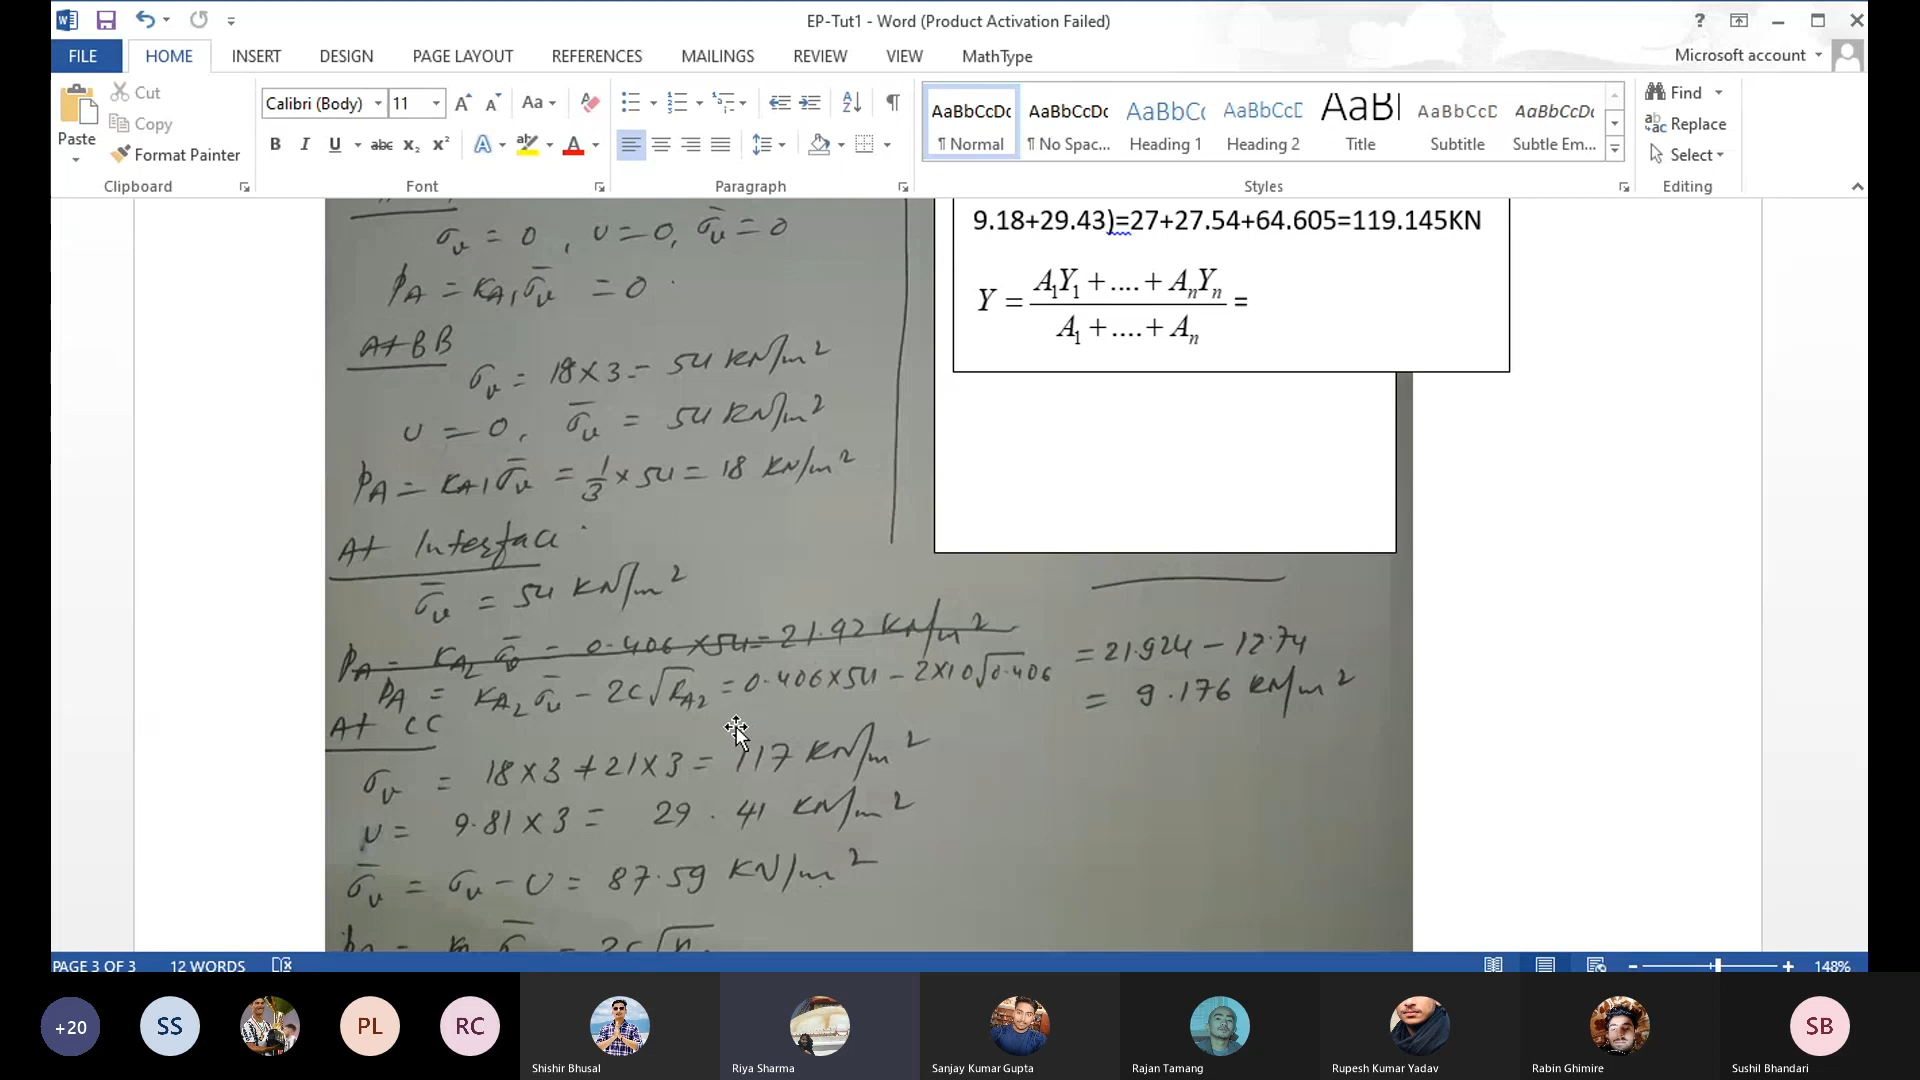 EP-Tut1 - Word (Product Activation Failed)
FILE HOME INSERT DESIGN PAGE LAYOUT REFERENCES MAILINGS REVIEW VIEW MathType
Microsoft account
Paste
Cut
Copy
Format Painter
Clipboard
Calibri (Body) 11
Font
Paragraph
AaBbCcDc AaBbCcDc AaBbC( AaBbCcE AaBl AaBbCcD AaBbCcDc
¶ Normal ¶ No Spac... Heading 1 Heading 2 Title Subtitle Subtle Em...
Styles
Find
Replace
Select
Editing
σv = 0, u = 0, σ̄v = 0
PA = KA1 σ̄v = 0
At BB
σv = 18 × 3 = 54 KN/m²
u = 0, σ̄v = 54 KN/m²
PA = KA1 σ̄v = 1/3 × 54 = 18 KN/m²
At Interface
σ̄v = 54 KN/m²
PA = KA2 σ̄v = 0.406 × 54 = 21.92 KN/m²
PA = KA2 σ̄v - 2C√KA2 = 0.406×54 - 2×10√0.406
= 21.924 - 12.74
= 9.176 KN/m²
At CC
σv = 18×3 + 21×3 = 117 KN/m²
u = 9.81 × 3 = 29.41 KN/m²
σ̄v = σv - u = 87.59 KN/m²
9.18+29.43)=27+27.54+64.605=119.145KN
Y = A1Y1 + .... + AnYn / A1 + .... + An =
PAGE 3 OF 3 12 WORDS
148%
+20 SS PL RC SB
Shishir Bhusal Riya Sharma Sanjay Kumar Gupta Rajan Tamang Rupesh Kumar Yadav Rabin Ghimire Sushil Bhandari